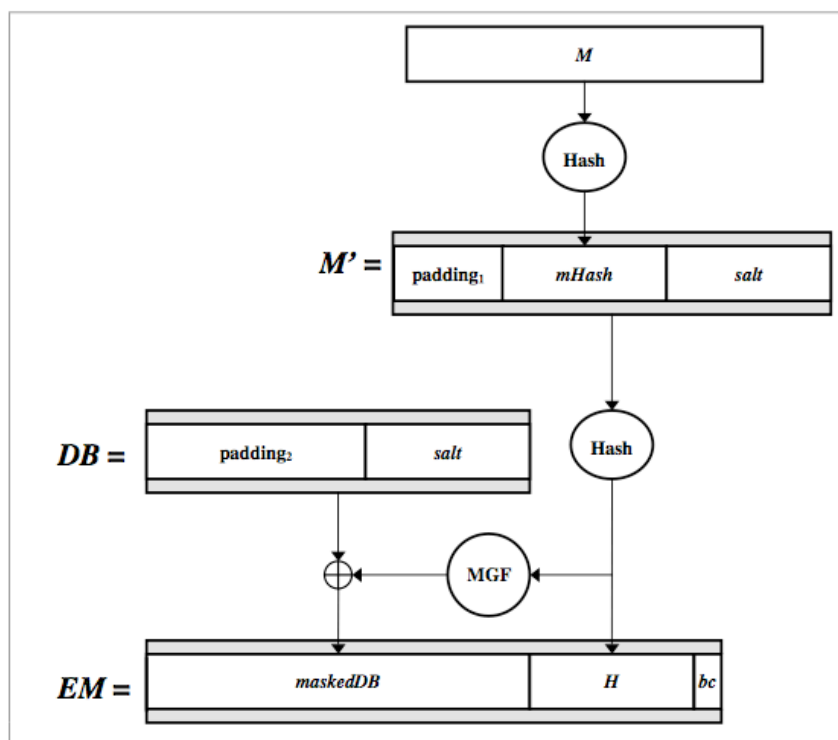 M
Hash
M’ = padding₁ mHash salt
DB = padding₂ salt
Hash
MGF
EM = maskedDB H bc